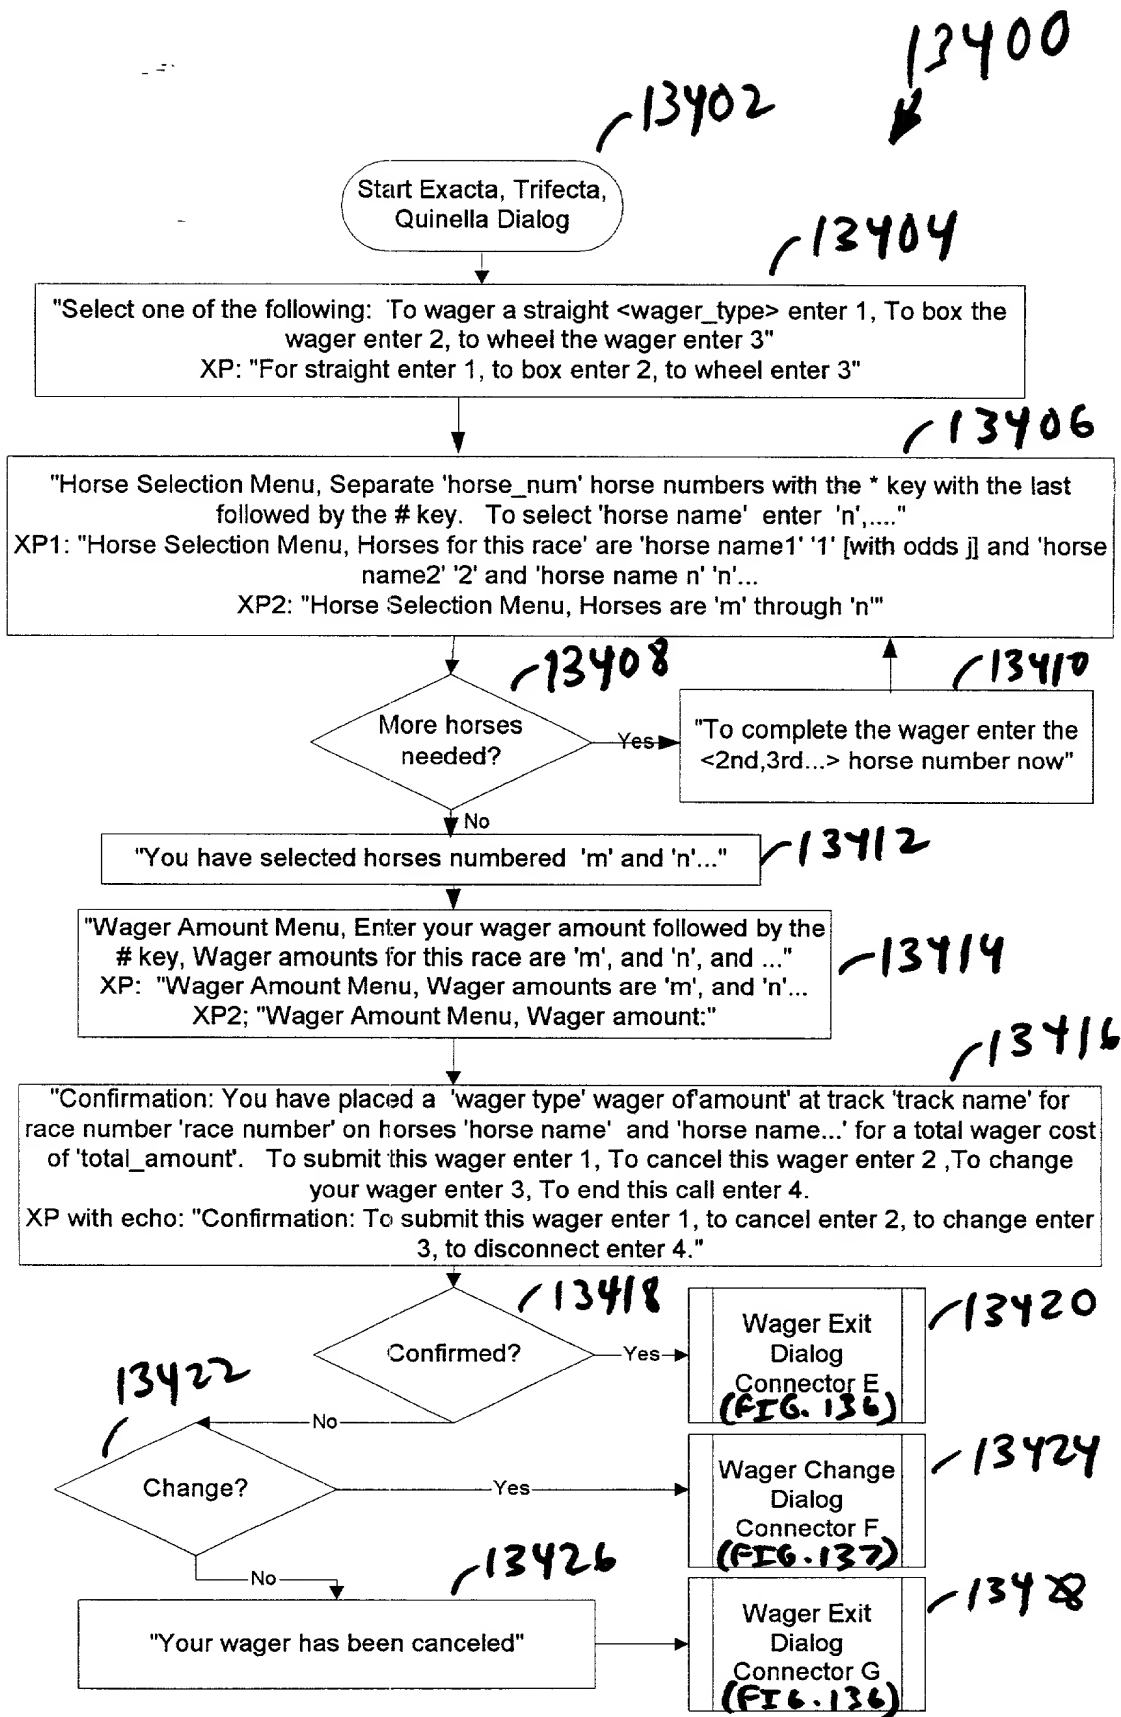 13400
13402
Start Exacta, Trifecta,
Quinella Dialog
13404
"Select one of the following:  To wager a straight <wager_type> enter 1, To box the
wager enter 2, to wheel the wager enter 3"
XP: "For straight enter 1, to box enter 2, to wheel enter 3"
13406
"Horse Selection Menu, Separate 'horse_num' horse numbers with the * key with the last
followed by the # key.   To select 'horse name'  enter  'n',...."
XP1: "Horse Selection Menu, Horses for this race' are 'horse name1' '1' [with odds j] and 'horse
name2' '2' and 'horse name n' 'n'...
XP2: "Horse Selection Menu, Horses are 'm' through 'n'"
13408
More horses
needed?
Yes
13410
"To complete the wager enter the
<2nd,3rd...> horse number now"
No
"You have selected horses numbered  'm' and 'n'..."
13412
"Wager Amount Menu, Enter your wager amount followed by the
# key, Wager amounts for this race are 'm', and 'n', and ..."
XP:  "Wager Amount Menu, Wager amounts are 'm', and 'n'...
XP2; "Wager Amount Menu, Wager amount:"
13414
13416
"Confirmation: You have placed a  'wager type' wager of'amount' at track 'track name' for
race number 'race number' on horses 'horse name'  and 'horse name...' for a total wager cost
of 'total_amount'.   To submit this wager enter 1, To cancel this wager enter 2 ,To change
your wager enter 3, To end this call enter 4.
XP with echo: "Confirmation: To submit this wager enter 1, to cancel enter 2, to change enter
3, to disconnect enter 4."
13418
Confirmed?
Yes
Wager Exit
Dialog
Connector E
(FIG. 136)
13420
No
13422
Change?
Yes
Wager Change
Dialog
Connector F
(FIG. 137)
13424
No
13426
"Your wager has been canceled"
Wager Exit
Dialog
Connector G
(FIG. 136)
13428